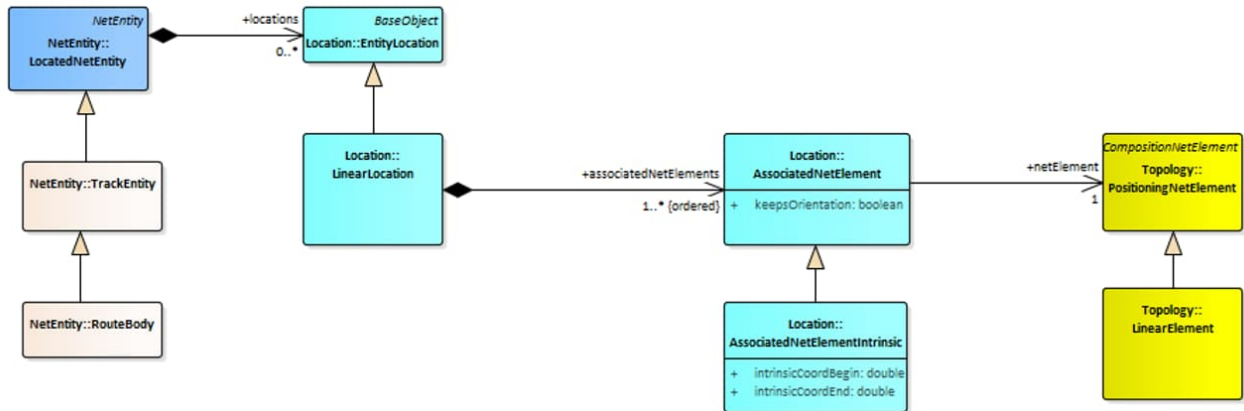 NetEntity
NetEntity::
LocatedNetEntity
+locations
0..*
BaseObject
Location::EntityLocation
NetEntity::TrackEntity
NetEntity::RouteBody
Location::
LinearLocation
+associatedNetElements
1..* {ordered}
Location::
AssociatedNetElement
+ keepsOrientation: boolean
Location::
AssociatedNetElementIntrinsic
+ intrinsicCoordBegin: double
+ intrinsicCoordEnd: double
+netElement
1
CompositionNetElement
Topology::
PositioningNetElement
Topology::
LinearElement